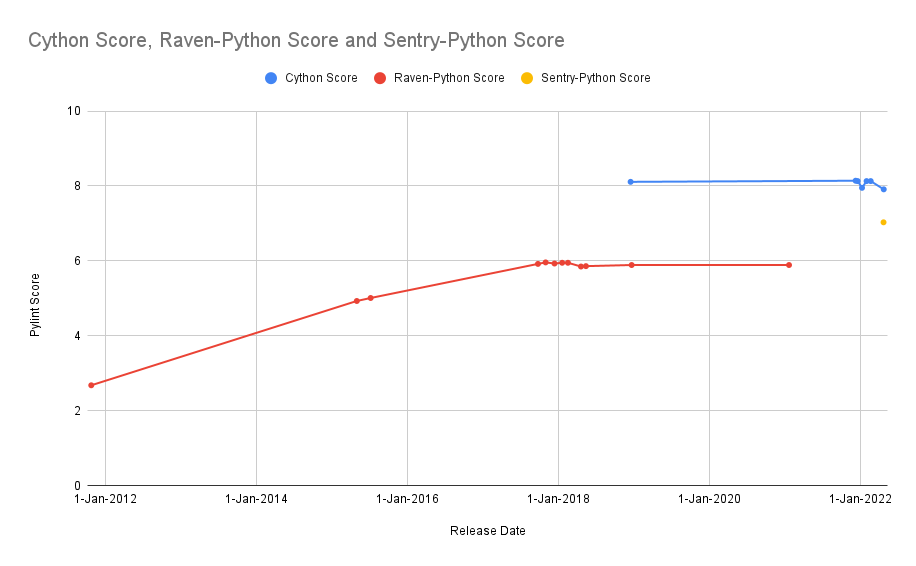 Cython Score, Raven-Python Score and Sentry-Python Score
Cython Score Raven-Python Score Sentry-Python Score
Pylint Score
10
8
6
4
2
0
1-Jan-2012 1-Jan-2014 1-Jan-2016 1-Jan-2018 1-Jan-2020 1-Jan-2022
Release Date